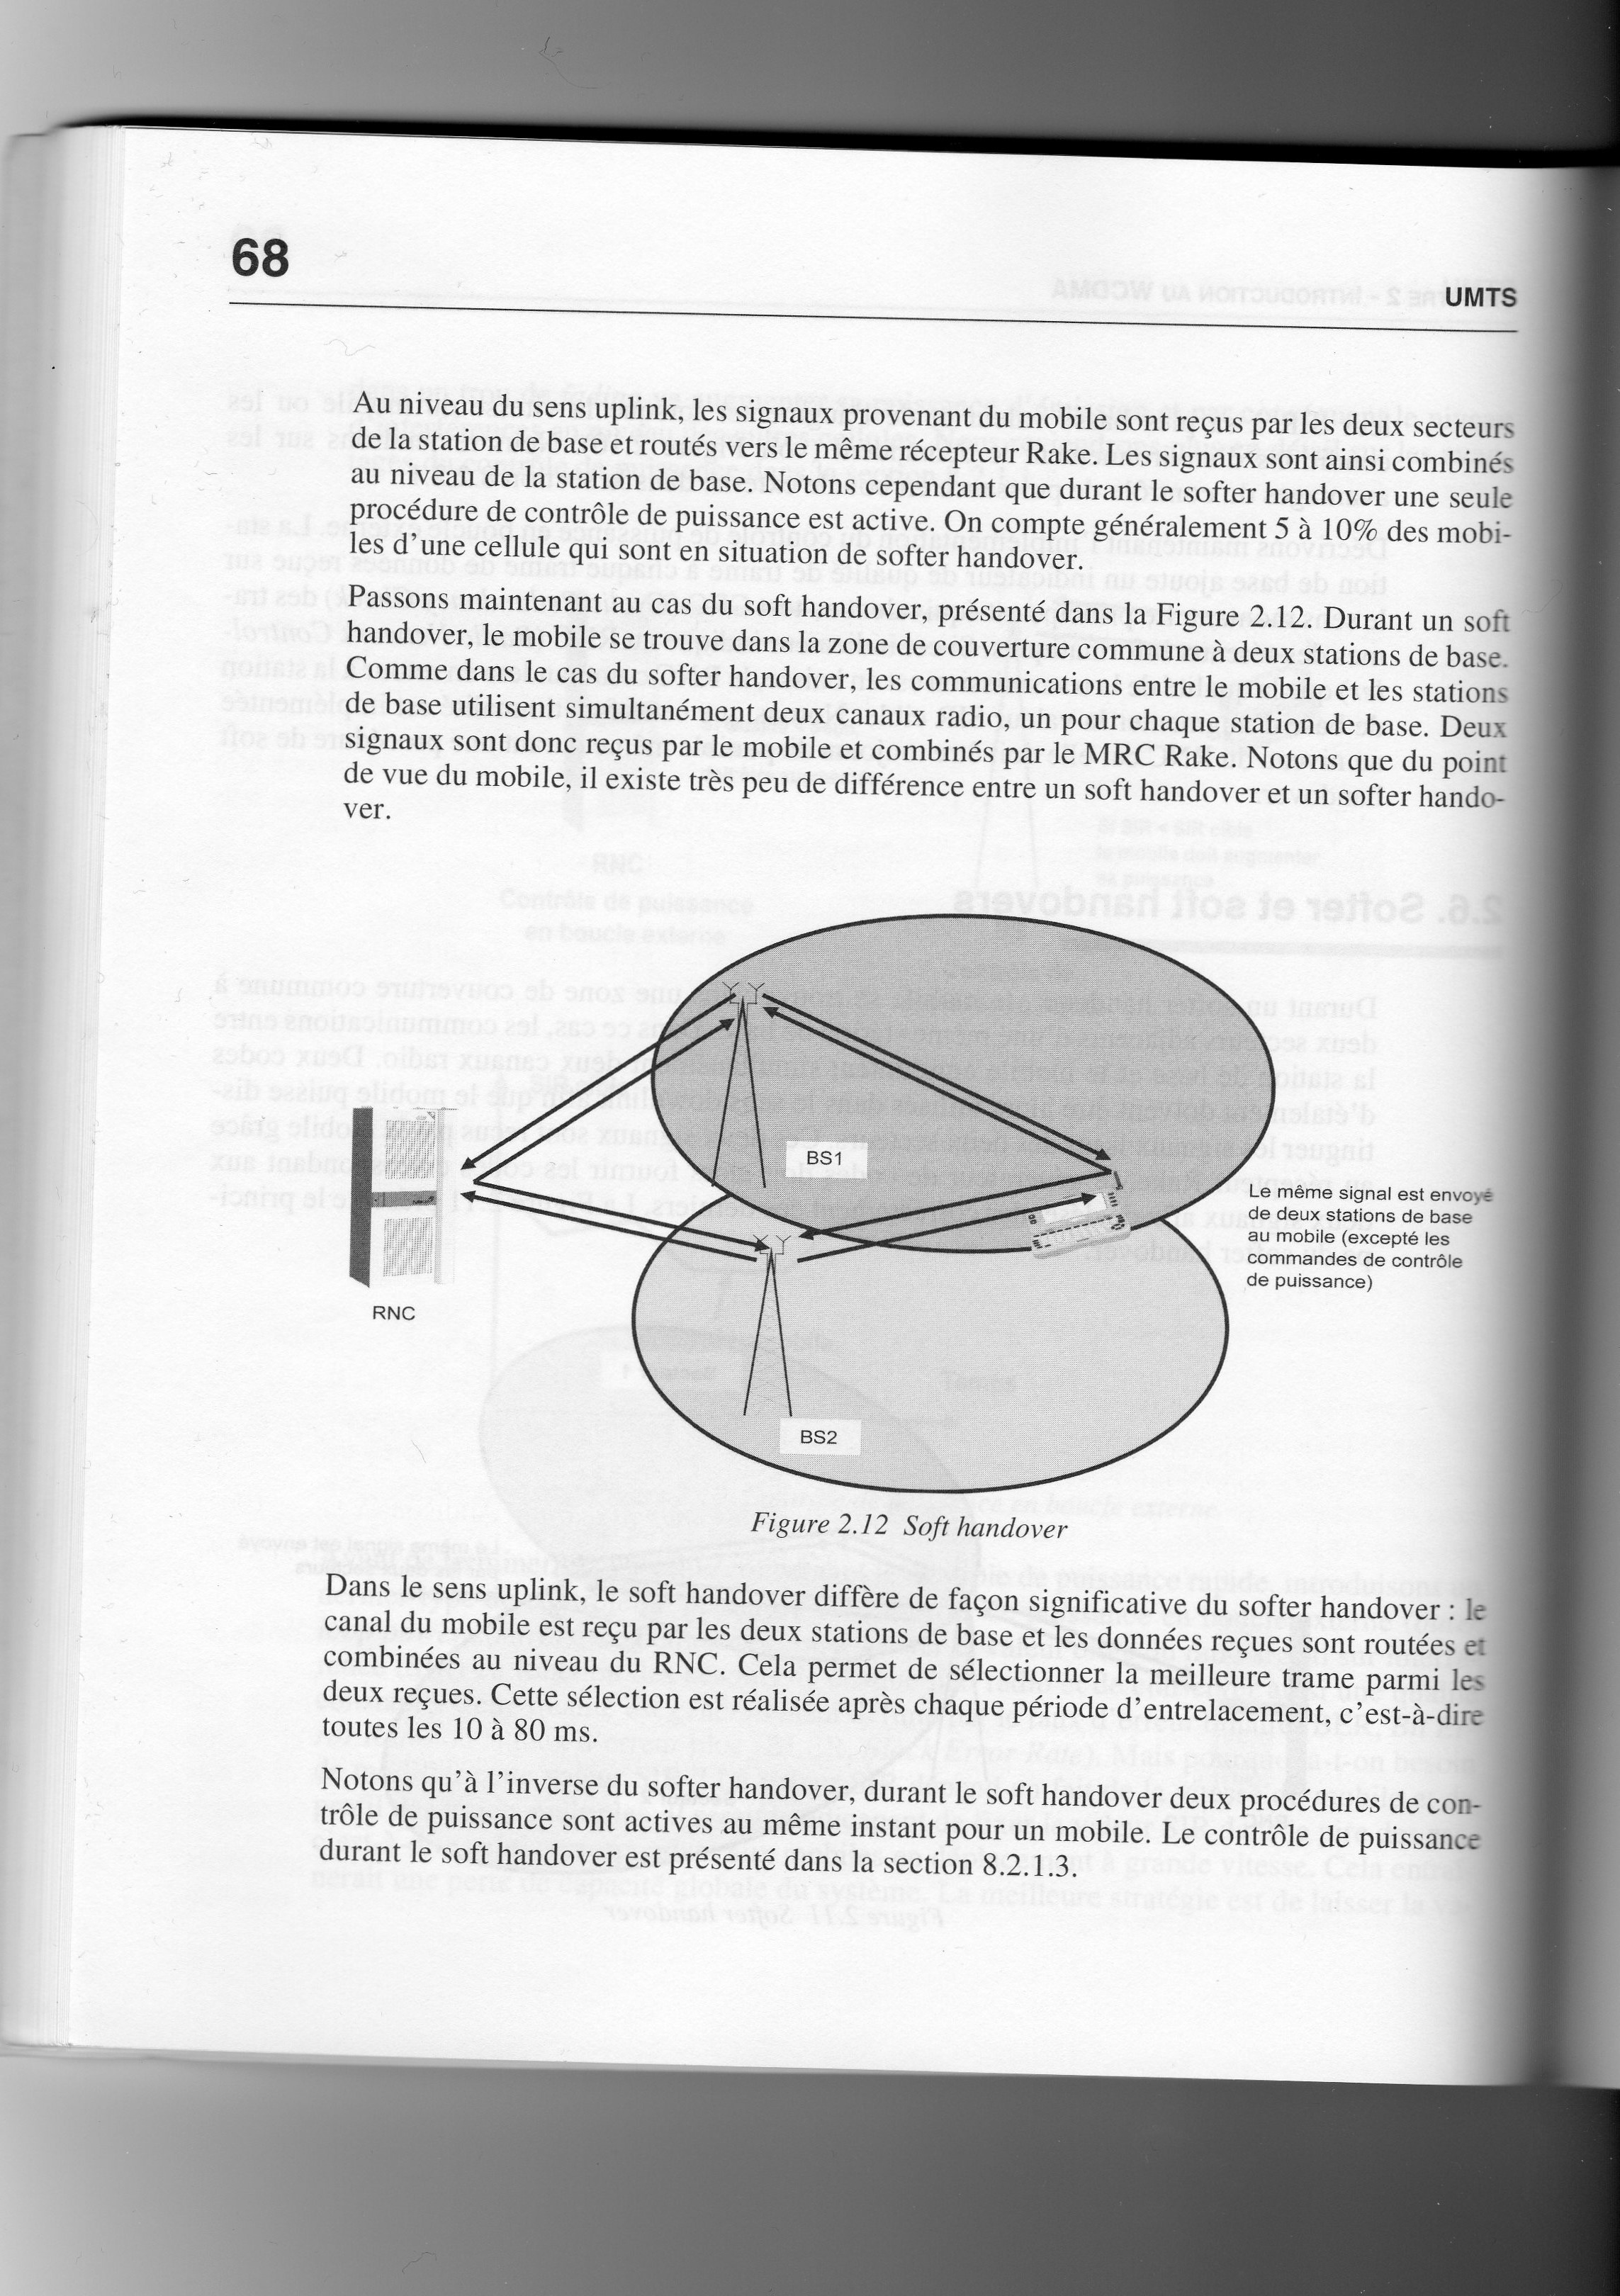 68
UMTS
Au niveau du sens uplink, les signaux provenant du mobile sont reçus par les deux secteurs
de la station de base et routés vers le même récepteur Rake. Les signaux sont ainsi combinés
au niveau de la station de base. Notons cependant que durant le softer handover une seule
procédure de contrôle de puissance est active. On compte généralement 5 à 10% des mobi-
les d'une cellule qui sont en situation de softer handover.
Passons maintenant au cas du soft handover, présenté dans la Figure 2.12. Durant un soft
handover, le mobile se trouve dans la zone de couverture commune à deux stations de base.
Comme dans le cas du softer handover, les communications entre le mobile et les stations
de base utilisent simultanément deux canaux radio, un pour chaque station de base. Deux
signaux sont donc reçus par le mobile et combinés par le MRC Rake. Notons que du point
de vue du mobile, il existe très peu de différence entre un soft handover et un softer hando-
ver.
BS1
Le même signal est envoyé
de deux stations de base
au mobile (excepté les
commandes de contrôle
de puissance)
RNC
BS2
Figure 2.12 Soft handover
Dans le sens uplink, le soft handover diffère de façon significative du softer handover : le
canal du mobile est reçu par les deux stations de base et les données reçues sont routées et
combinées au niveau du RNC. Cela permet de sélectionner la meilleure trame parmi les
deux reçues. Cette sélection est réalisée après chaque période d'entrelacement, c'est-à-dire
toutes les 10 à 80 ms.
Notons qu'à l'inverse du softer handover, durant le soft handover deux procédures de con-
trôle de puissance sont actives au même instant pour un mobile. Le contrôle de puissance
durant le soft handover est présenté dans la section 8.2.1.3.